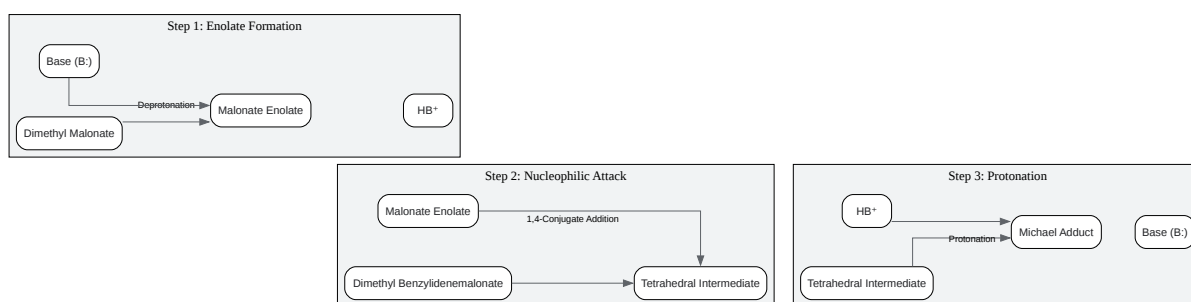 Step 1: Enolate Formation
Base (B:)
Deprotonation
Malonate Enolate
HB⁺
Dimethyl Malonate
Step 2: Nucleophilic Attack
Malonate Enolate
1,4-Conjugate Addition
Dimethyl Benzylidenemalonate
Tetrahedral Intermediate
Step 3: Protonation
HB⁺
Michael Adduct
Base (B:)
Protonation
Tetrahedral Intermediate